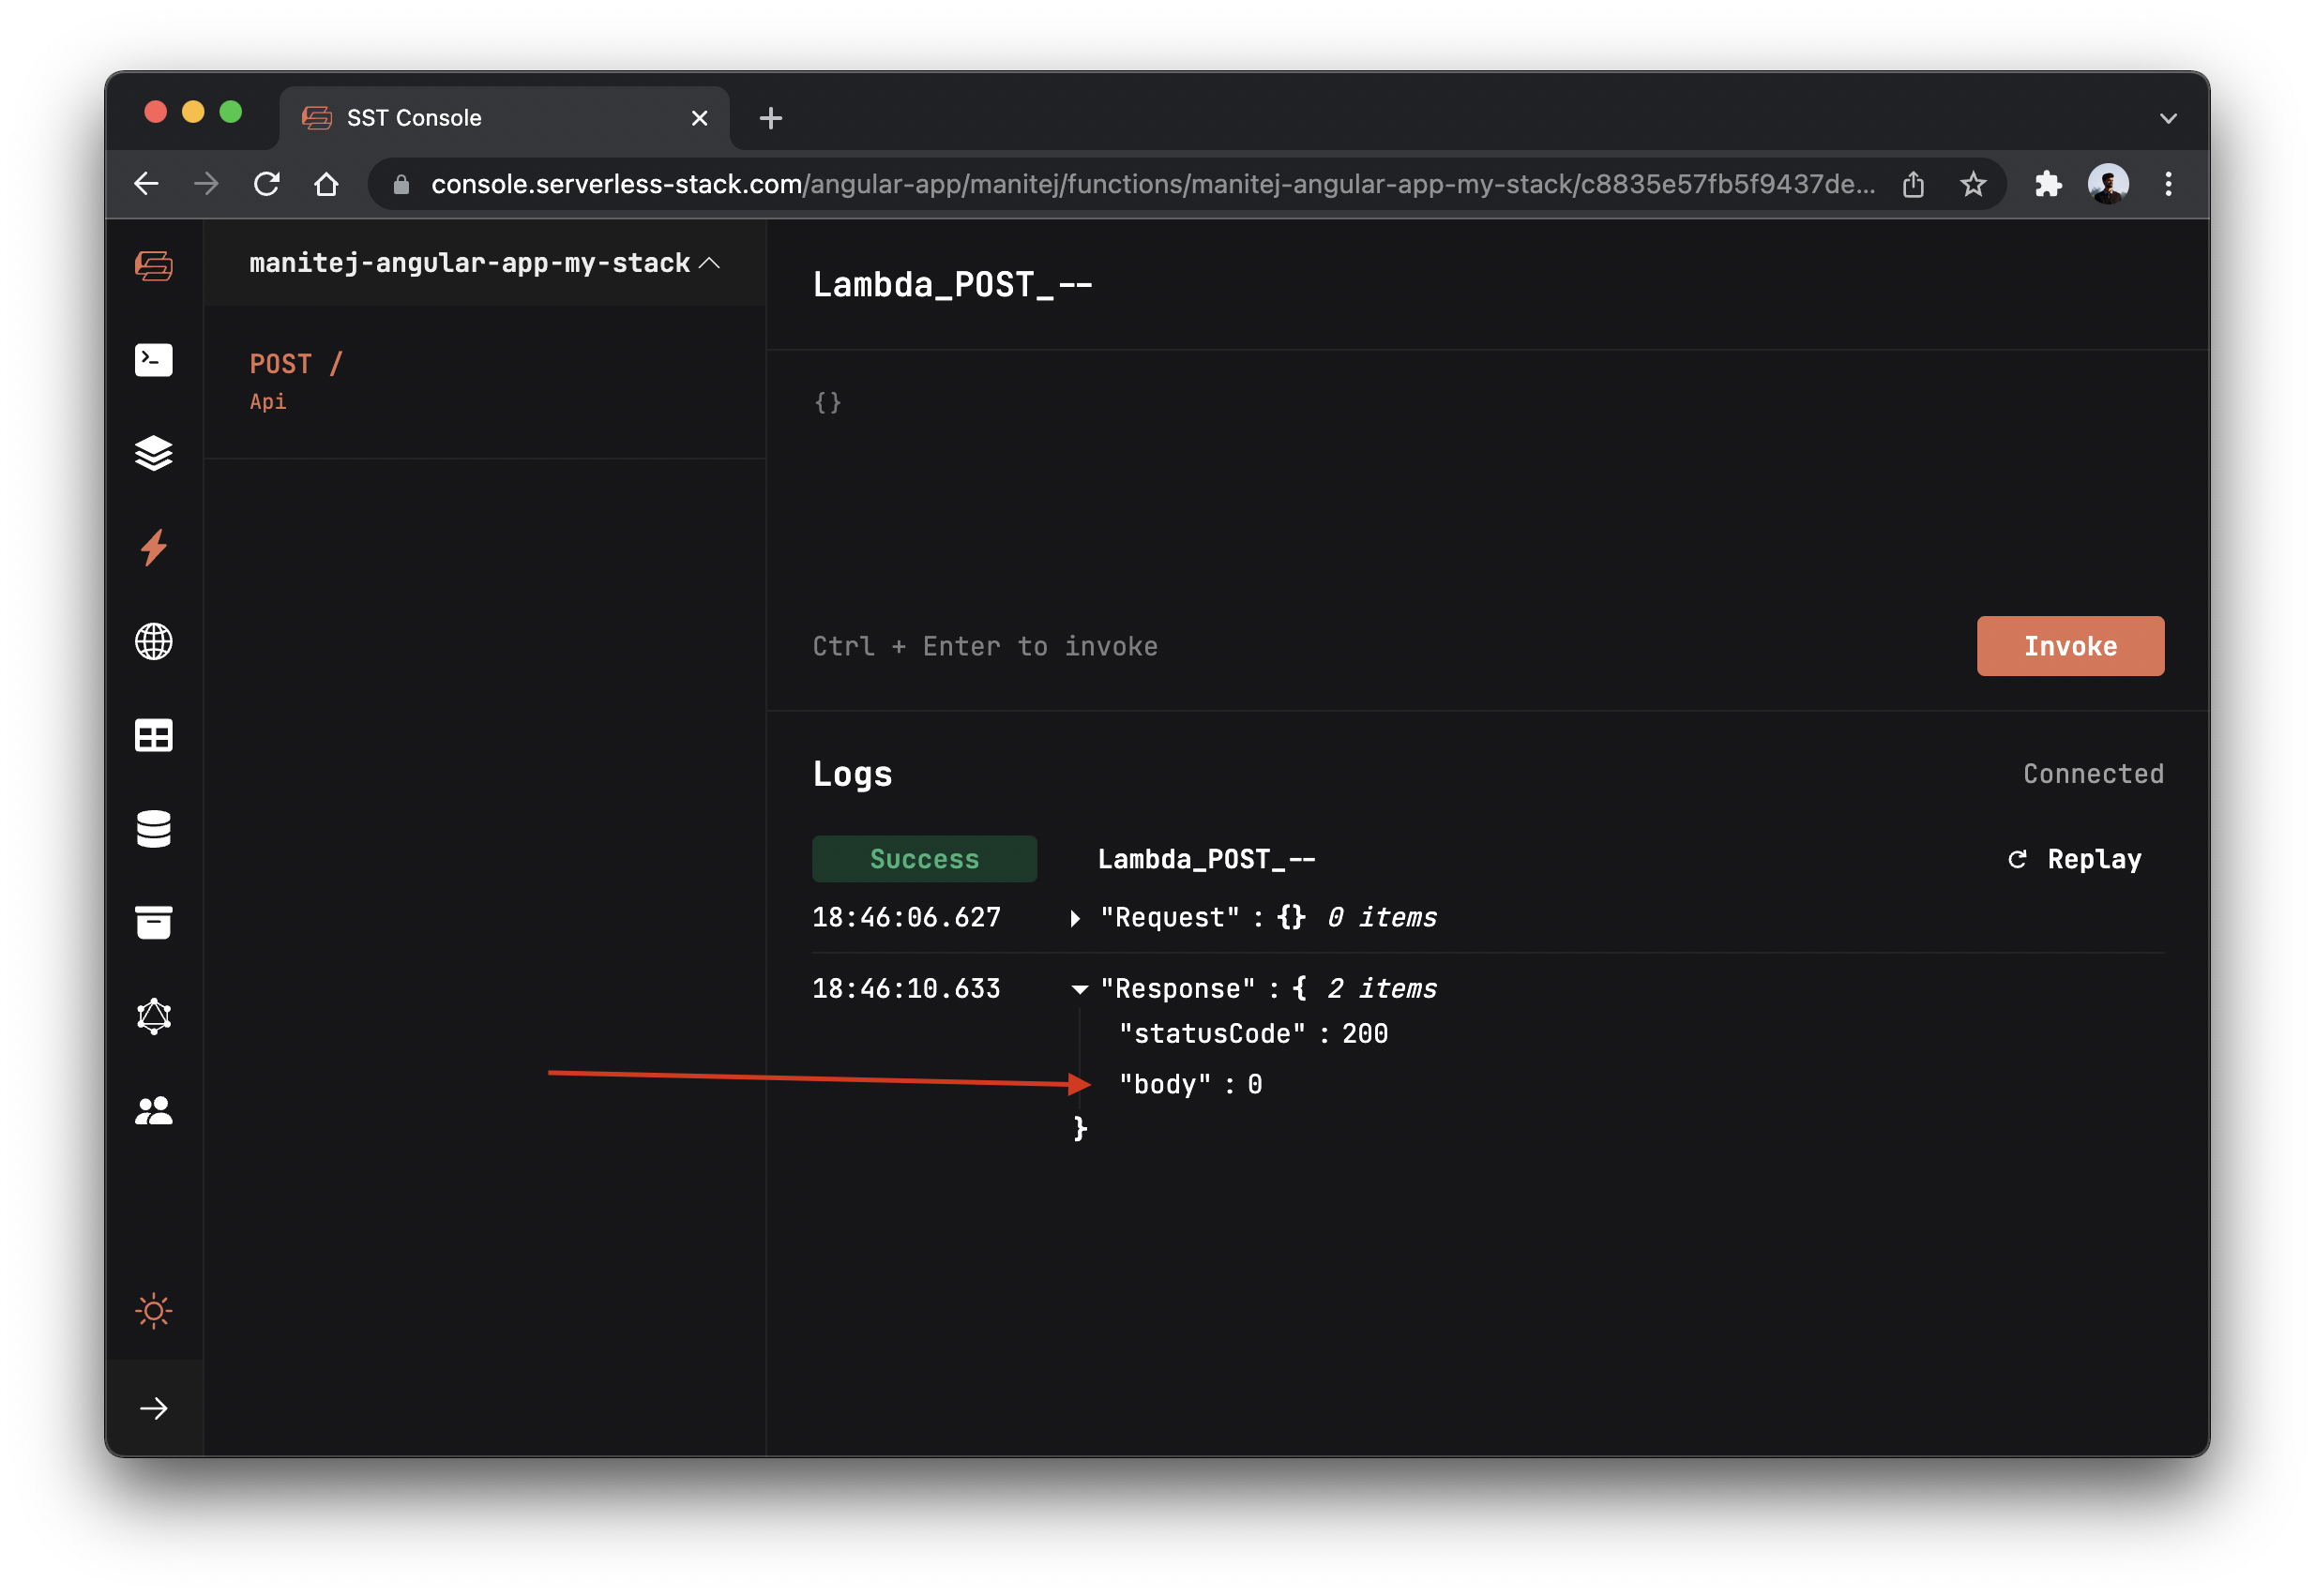 SST Console
console.serverless-stack.com/angular-app/manitej/functions/manitej-angular-app-my-stack/c8835e57fb5f9437de...
manitej-angular-app-my-stack
POST /
Api
Lambda_POST_--
{}
Ctrl + Enter to invoke
Invoke
Logs
Connected
Success
Lambda_POST_--
Replay
18:46:06.627 "Request" : {} 0 items
18:46:10.633 "Response" : { 2 items
"statusCode" : 200
"body" : 0
}